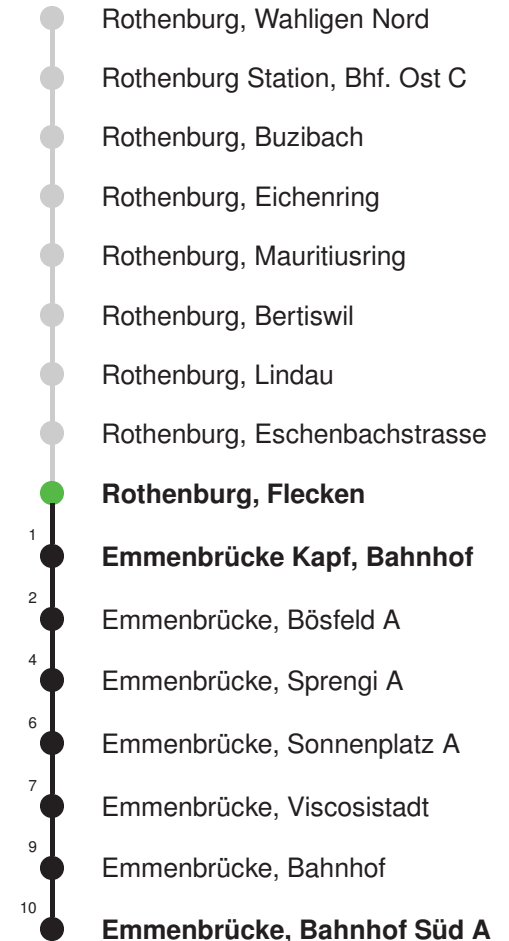 Rothenburg, Wahligen Nord
Rothenburg Station, Bhf. Ost C
Rothenburg, Buzibach
Rothenburg, Eichenring
Rothenburg, Mauritiusring
Rothenburg, Bertiswil
Rothenburg, Lindau
Rothenburg, Eschenbachstrasse
Rothenburg, Flecken
1 Emmenbrücke Kapf, Bahnhof
2 Emmenbrücke, Bösfeld A
4 Emmenbrücke, Sprengi A
6 Emmenbrücke, Sonnenplatz A
7 Emmenbrücke, Viscosistadt
9 Emmenbrücke, Bahnhof
10 Emmenbrücke, Bahnhof Süd A